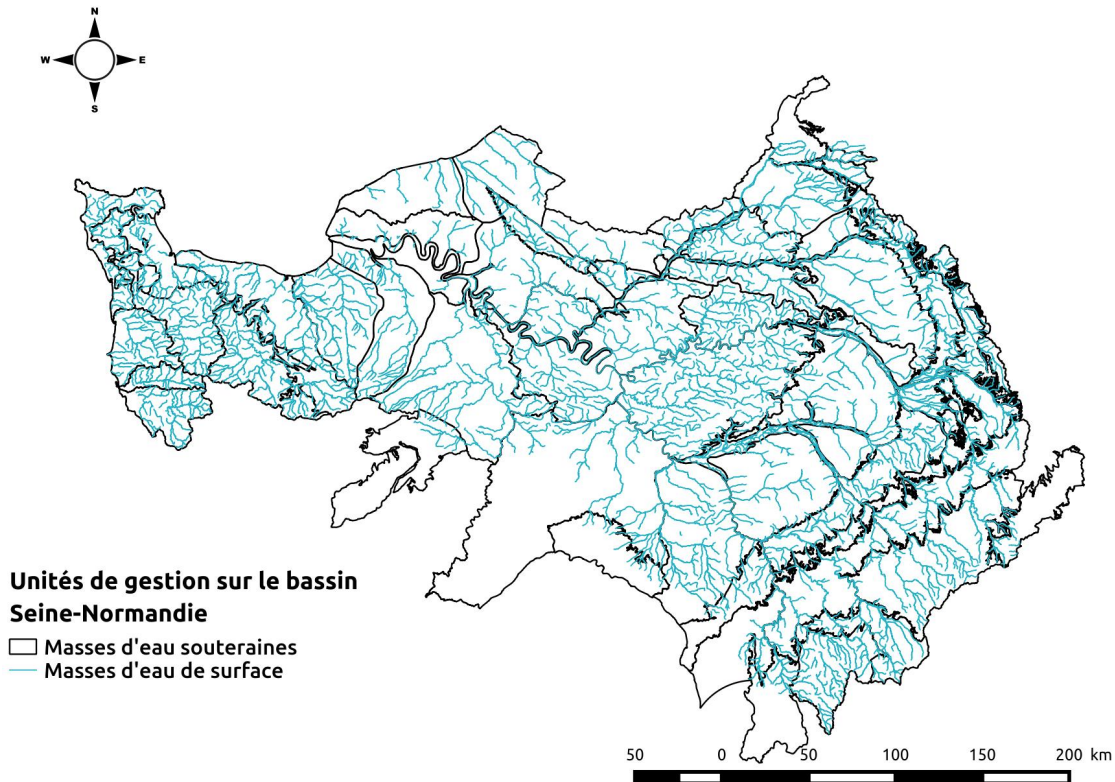 N
W E
S
Unités de gestion sur le bassin
Seine-Normandie
Masses d'eau souteraines
Masses d'eau de surface
50 0 50 100 150 200 km